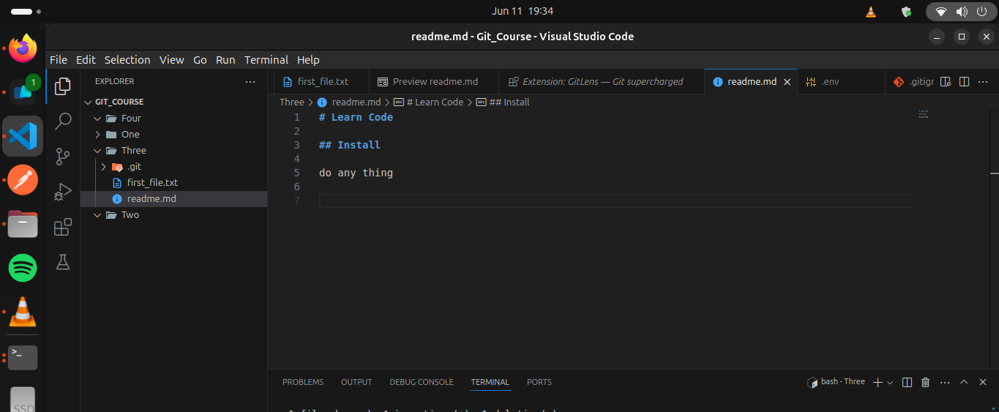 Jun 11 19:34
readme.md - Git_Course - Visual Studio Code
File Edit Selection View Go Run Terminal Help
1
EXPLORER
GIT_COURSE
Four
One
Three
.git
first_file.txt
readme.md
Two
first_file.txt Preview readme.md Extension: GitLens — Git supercharged readme.md .env .gitigr
Three > readme.md > # Learn Code > ## Install
1 # Learn Code
2
3 ## Install
4
5 do any thing
6
7
PROBLEMS OUTPUT DEBUG CONSOLE TERMINAL PORTS
bash - Three
SSD